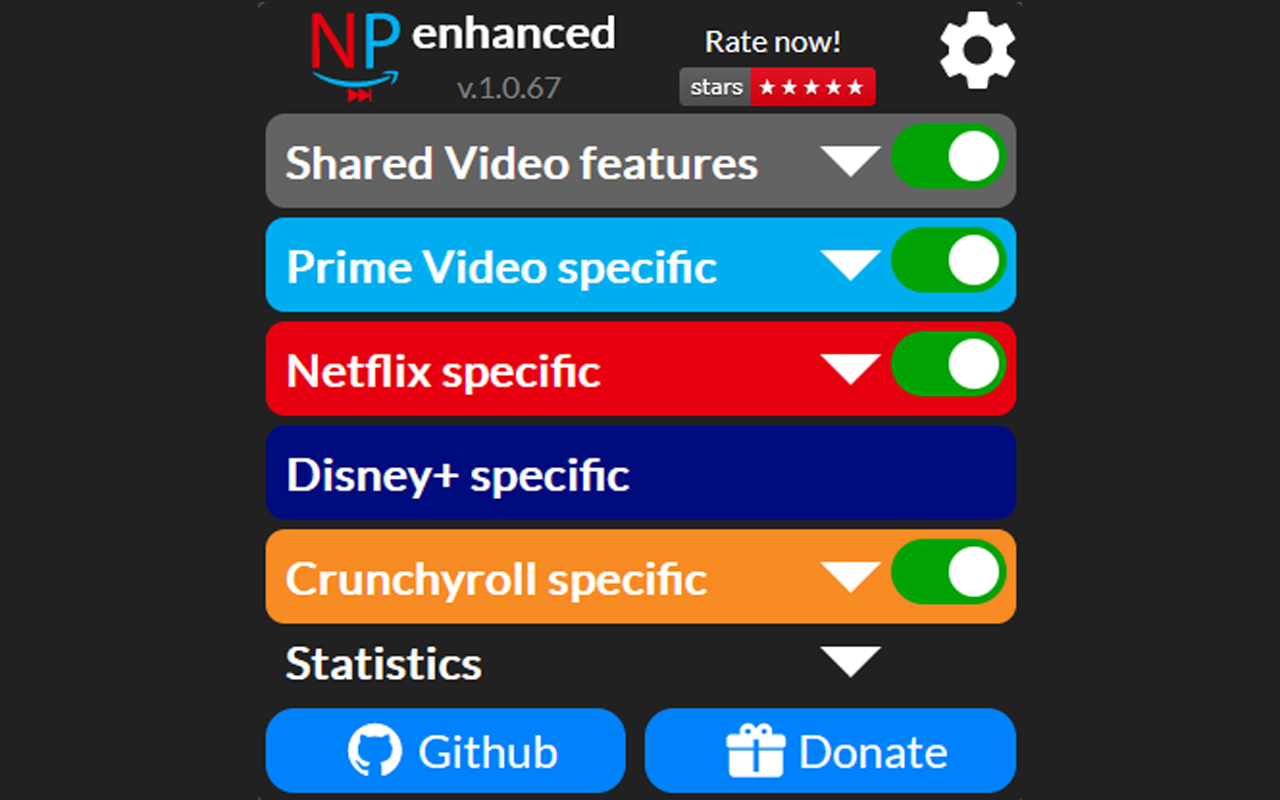 NP enhanced
v.1.0.67
Rate now!
stars ★★★★★
Shared Video features
Prime Video specific
Netflix specific
Disney+ specific
Crunchyroll specific
Statistics
Github
Donate